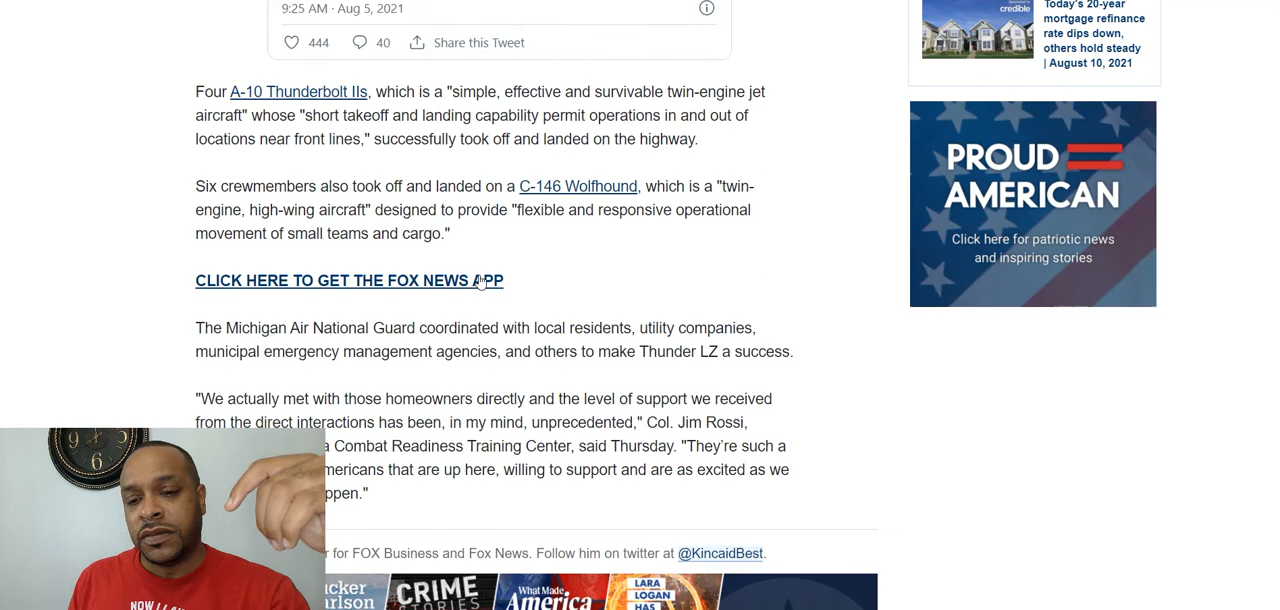 9:25 AM · Aug 5, 2021
444
40
Share this Tweet
Four A-10 Thunderbolt IIs, which is a "simple, effective and survivable twin-engine jet
aircraft" whose "short takeoff and landing capability permit operations in and out of
locations near front lines," successfully took off and landed on the highway.
Six crewmembers also took off and landed on a C-146 Wolfhound, which is a "twin-
engine, high-wing aircraft" designed to provide "flexible and responsive operational
movement of small teams and cargo."
CLICK HERE TO GET THE FOX NEWS APP
The Michigan Air National Guard coordinated with local residents, utility companies,
municipal emergency management agencies, and others to make Thunder LZ a success.
"We actually met with those homeowners directly and the level of support we received
from the direct interactions has been, in my mind, unprecedented," Col. Jim Rossi,
a Combat Readiness Training Center, said Thursday. "They're such a
mericans that are up here, willing to support and are as excited as we
ppen."
r for FOX Business and Fox News. Follow him on twitter at @KincaidBest.
ucker
arlson
CRIME
STORIES
What Made
America
LARA
LOGAN
HAS
credible
Today's 20-year
mortgage refinance
rate dips down,
others hold steady
| August 10, 2021
PROUD
AMERICAN
Click here for patriotic news
and inspiring stories
9
6
NOW I